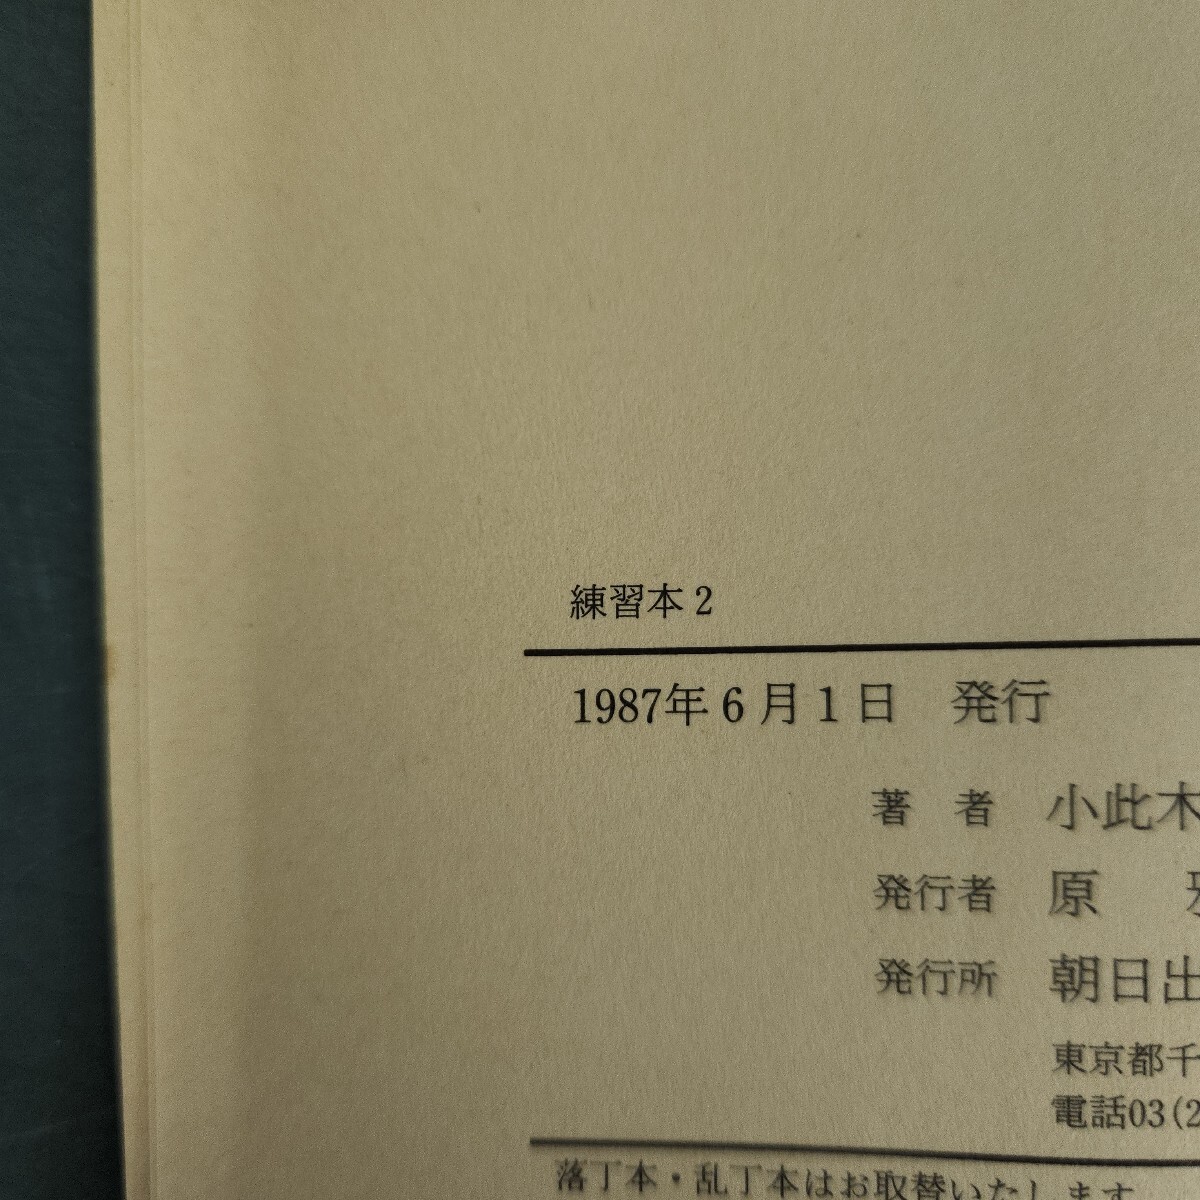 練習本2
1987年6月1日　発行
著　者　小此木
発行者　原
発行所　朝日出
東京都千
電話03(2
落丁本・乱丁本はお取替いたします